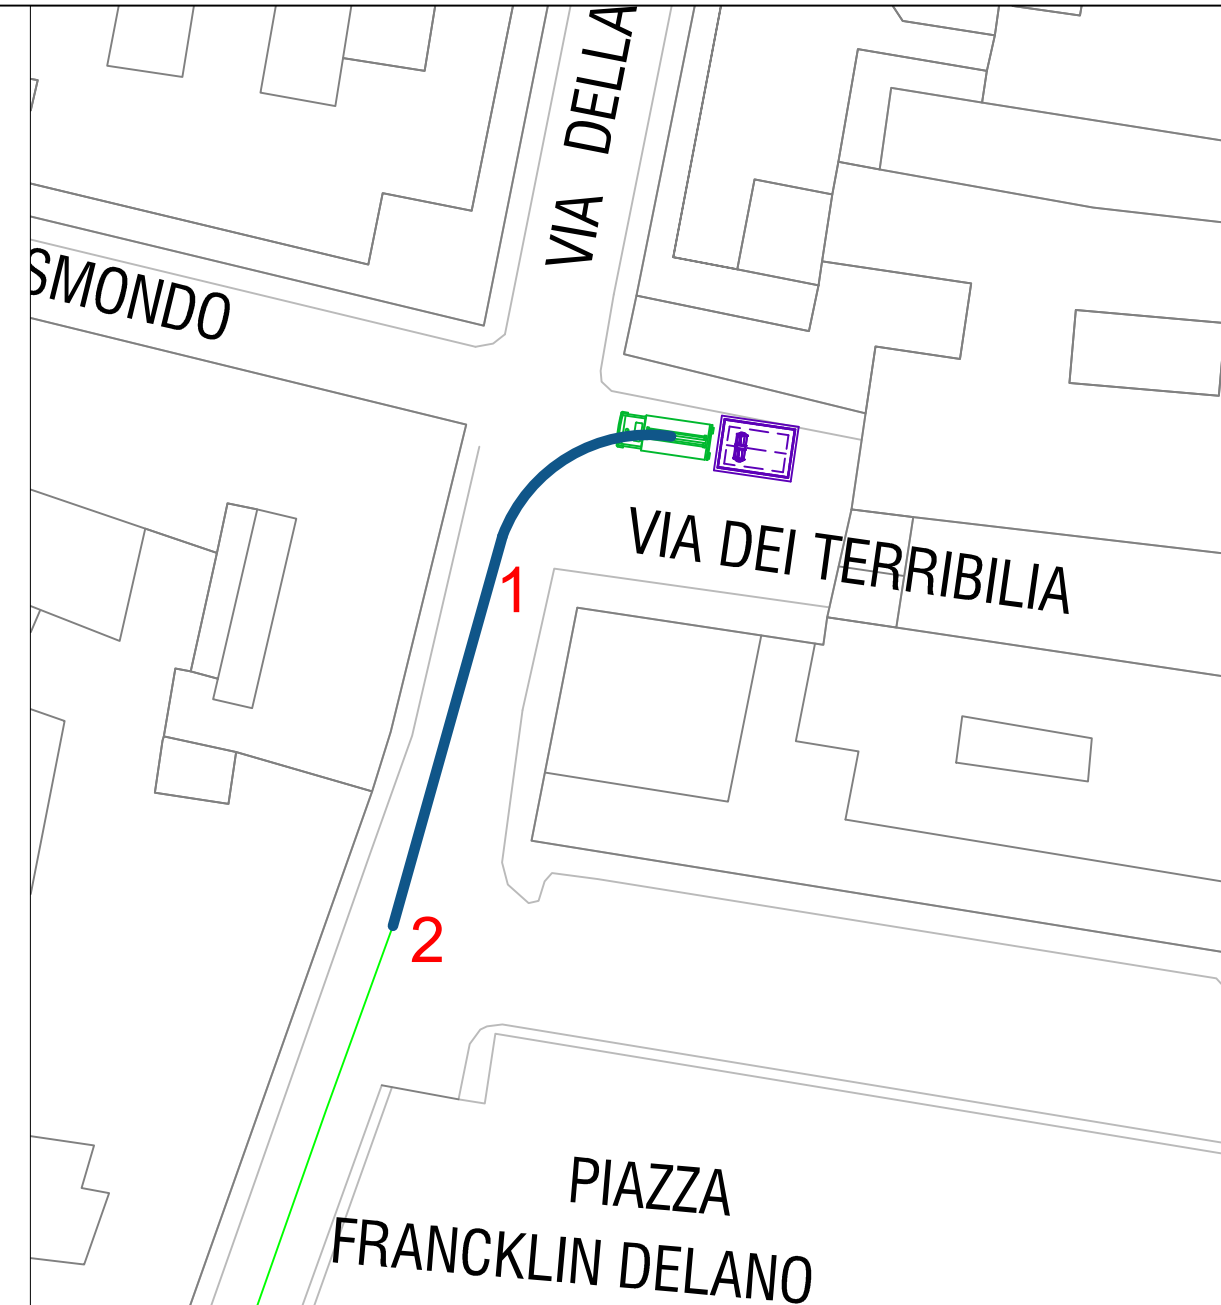 VIA DELLA
SMONDO
VIA DEI TERRIBILIA
1
2
PIAZZA
FRANCKLIN DELANO